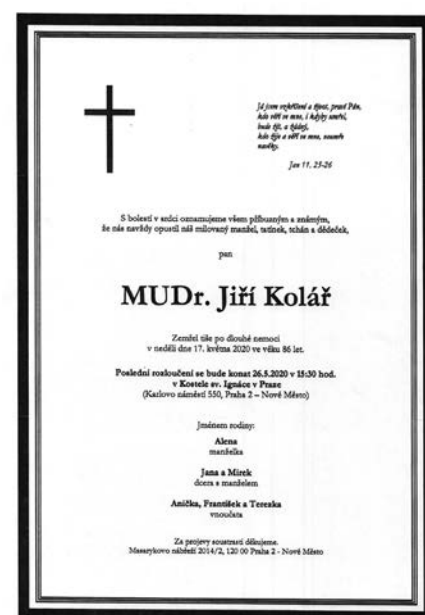 Já jsem vzkříšení a život, praví Pán,
kdo věří ve mne, i kdyby umřel,
bude žít, a každý,
kdo žije a věří ve mne, neumře
navěky.
Jan 11, 25-26
S bolestí v srdci oznamujeme všem příbuzným a známým,
že nás navždy opustil náš milovaný manžel, tatínek, tchán a dědeček,
pan
MUDr. Jiří Kolář
Zemřel tiše po dlouhé nemoci
v neděli dne 17. května 2020 ve věku 86 let.
Poslední rozloučení se bude konat 26.5.2020 v 15:30 hod.
v Kostele sv. Ignáce v Praze
(Karlovo náměstí 550, Praha 2 – Nové Město)
Jménem rodiny:
Alena
manželka
Jana a Mirek
dcera s manželem
Anička, František a Terezka
vnoučata
Za projevy soustrasti děkujeme.
Masarykovo nábřeží 2014/2, 120 00 Praha 2 - Nové Město